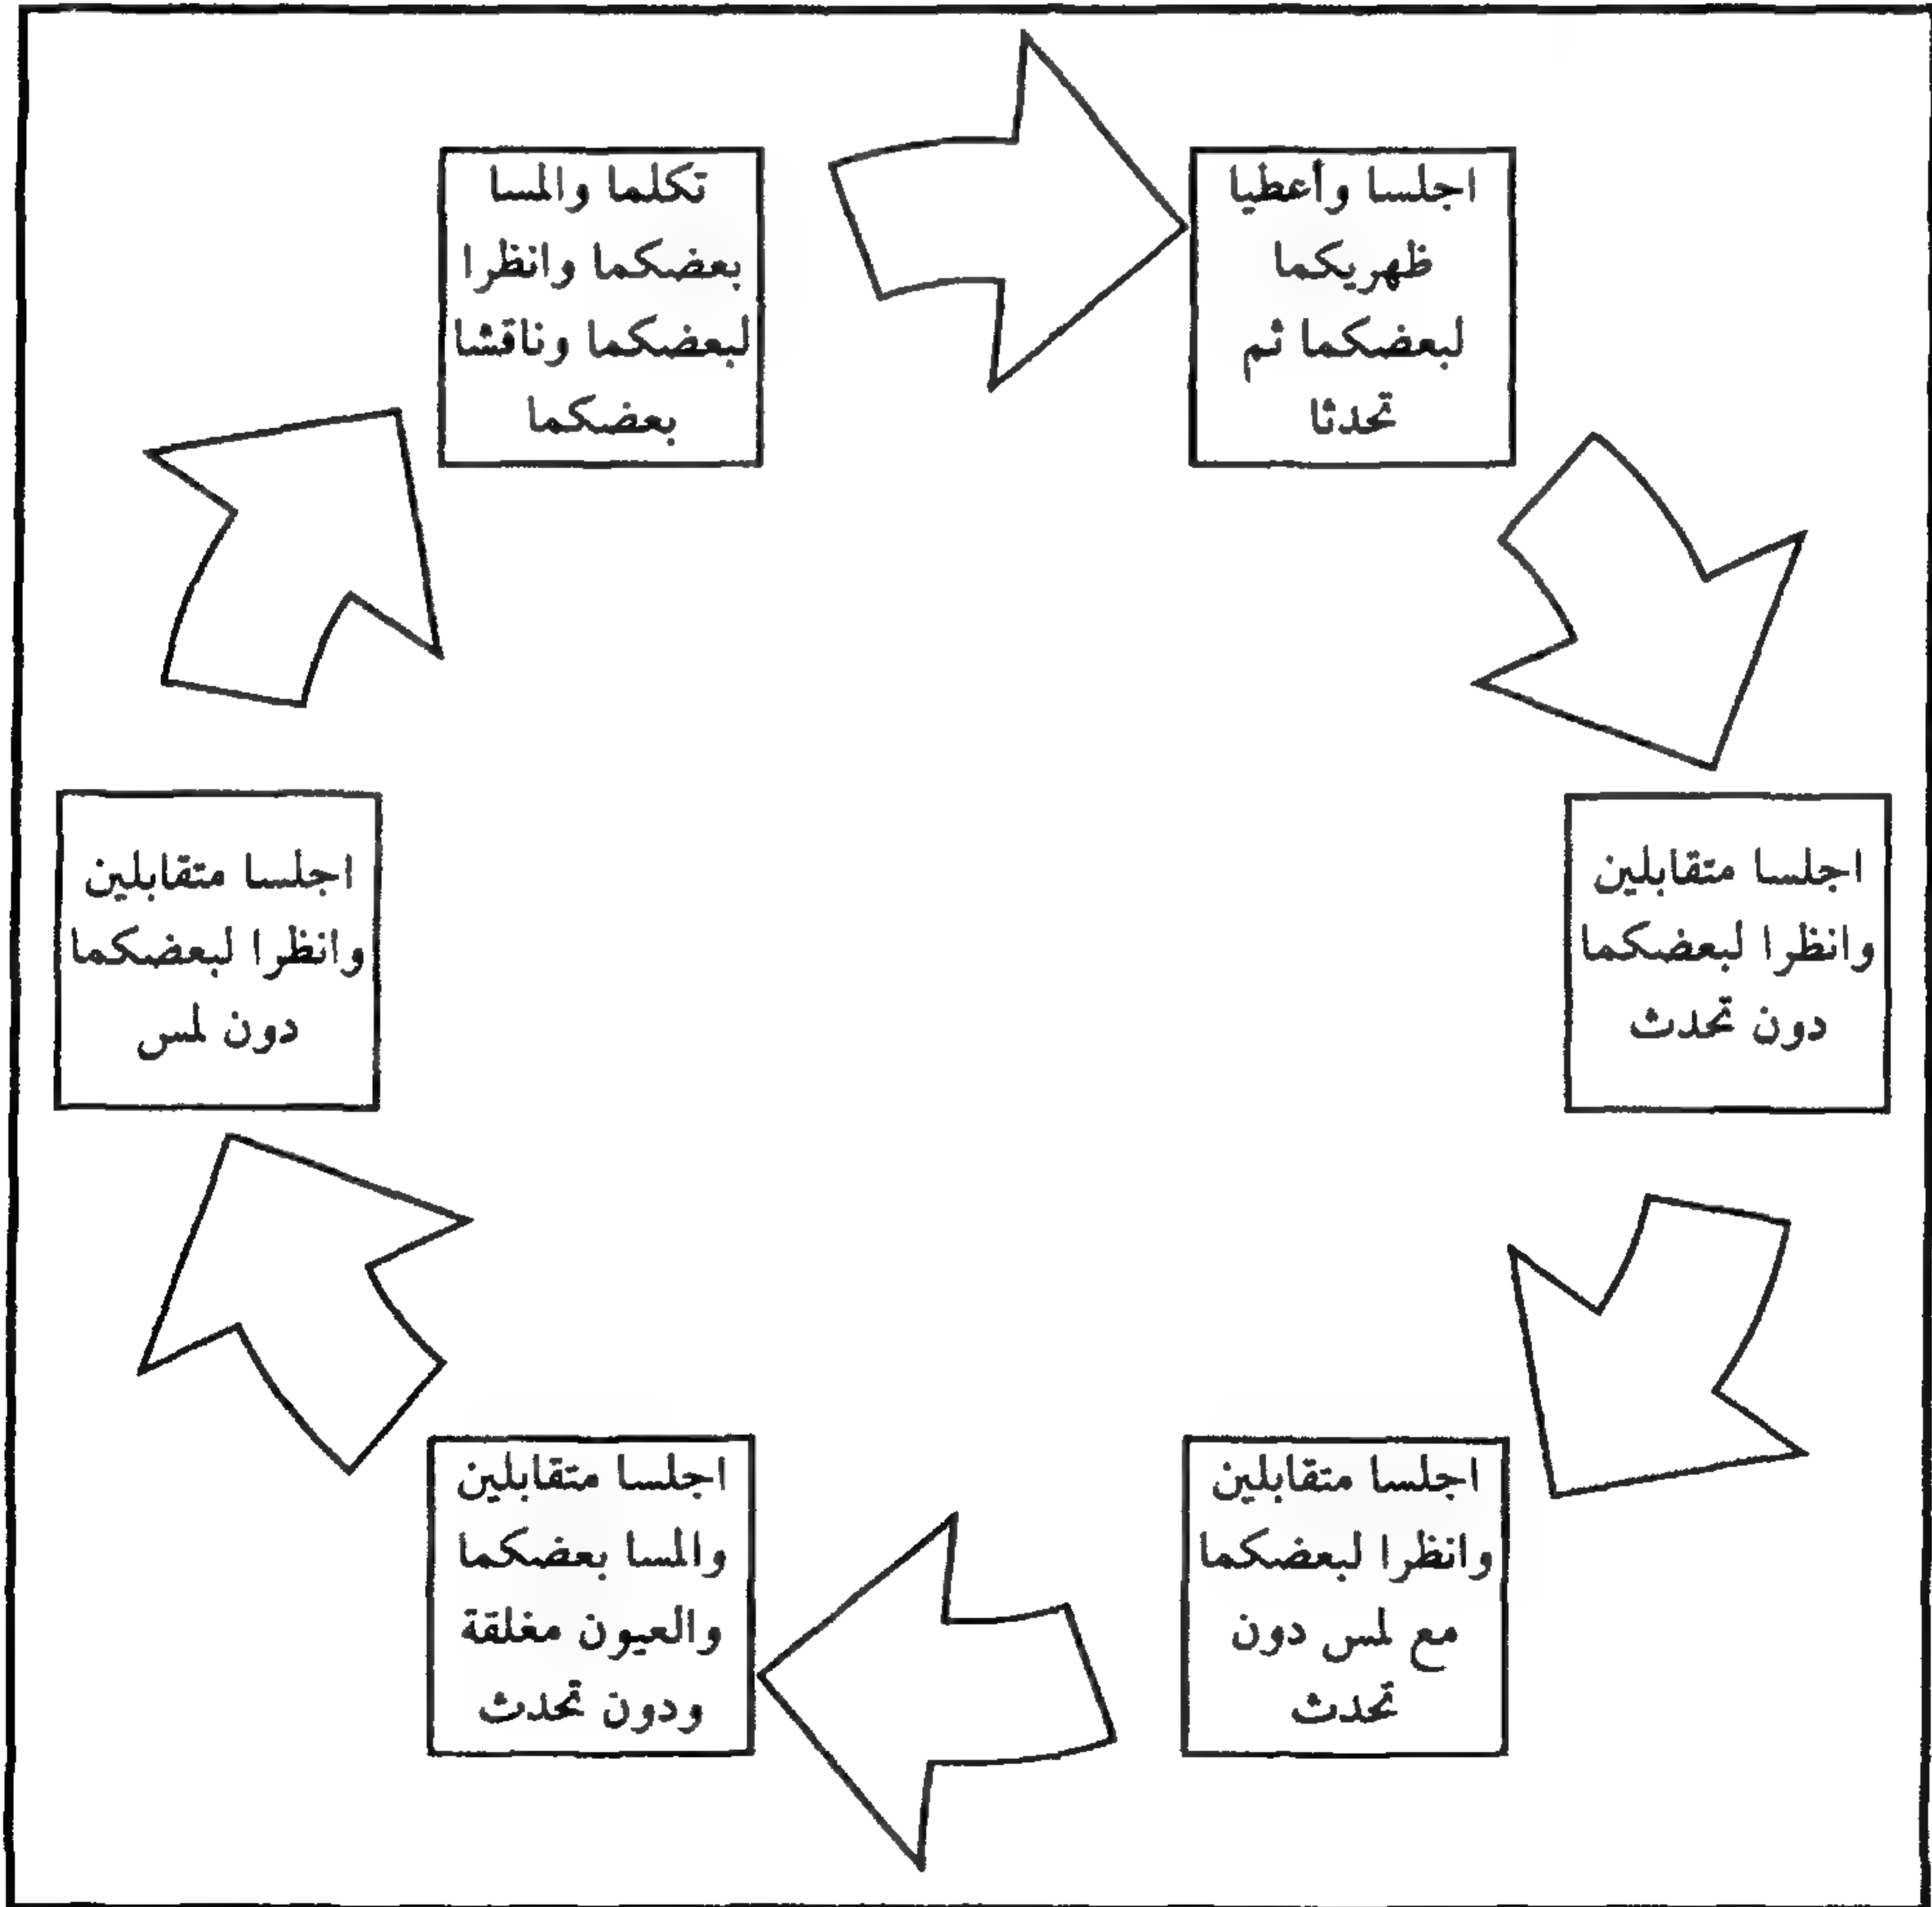 اجلسا وأعطيا
ظهريكما
لبعضكما ثم
تحدثا
اجلسا متقابلين
وانظرا لبعضكما
دون تحدث
اجلسا متقابلين
وانظرا لبعضكما
مع لمس دون
تحدث
اجلسا متقابلين
والمسا بعضكما
والعيون مغلقة
ودون تحدث
اجلسا متقابلين
وانظرا لبعضكما
دون لمس
تكلما والمسا
بعضكما وانظرا
لبعضكما وناقشا
بعضكما